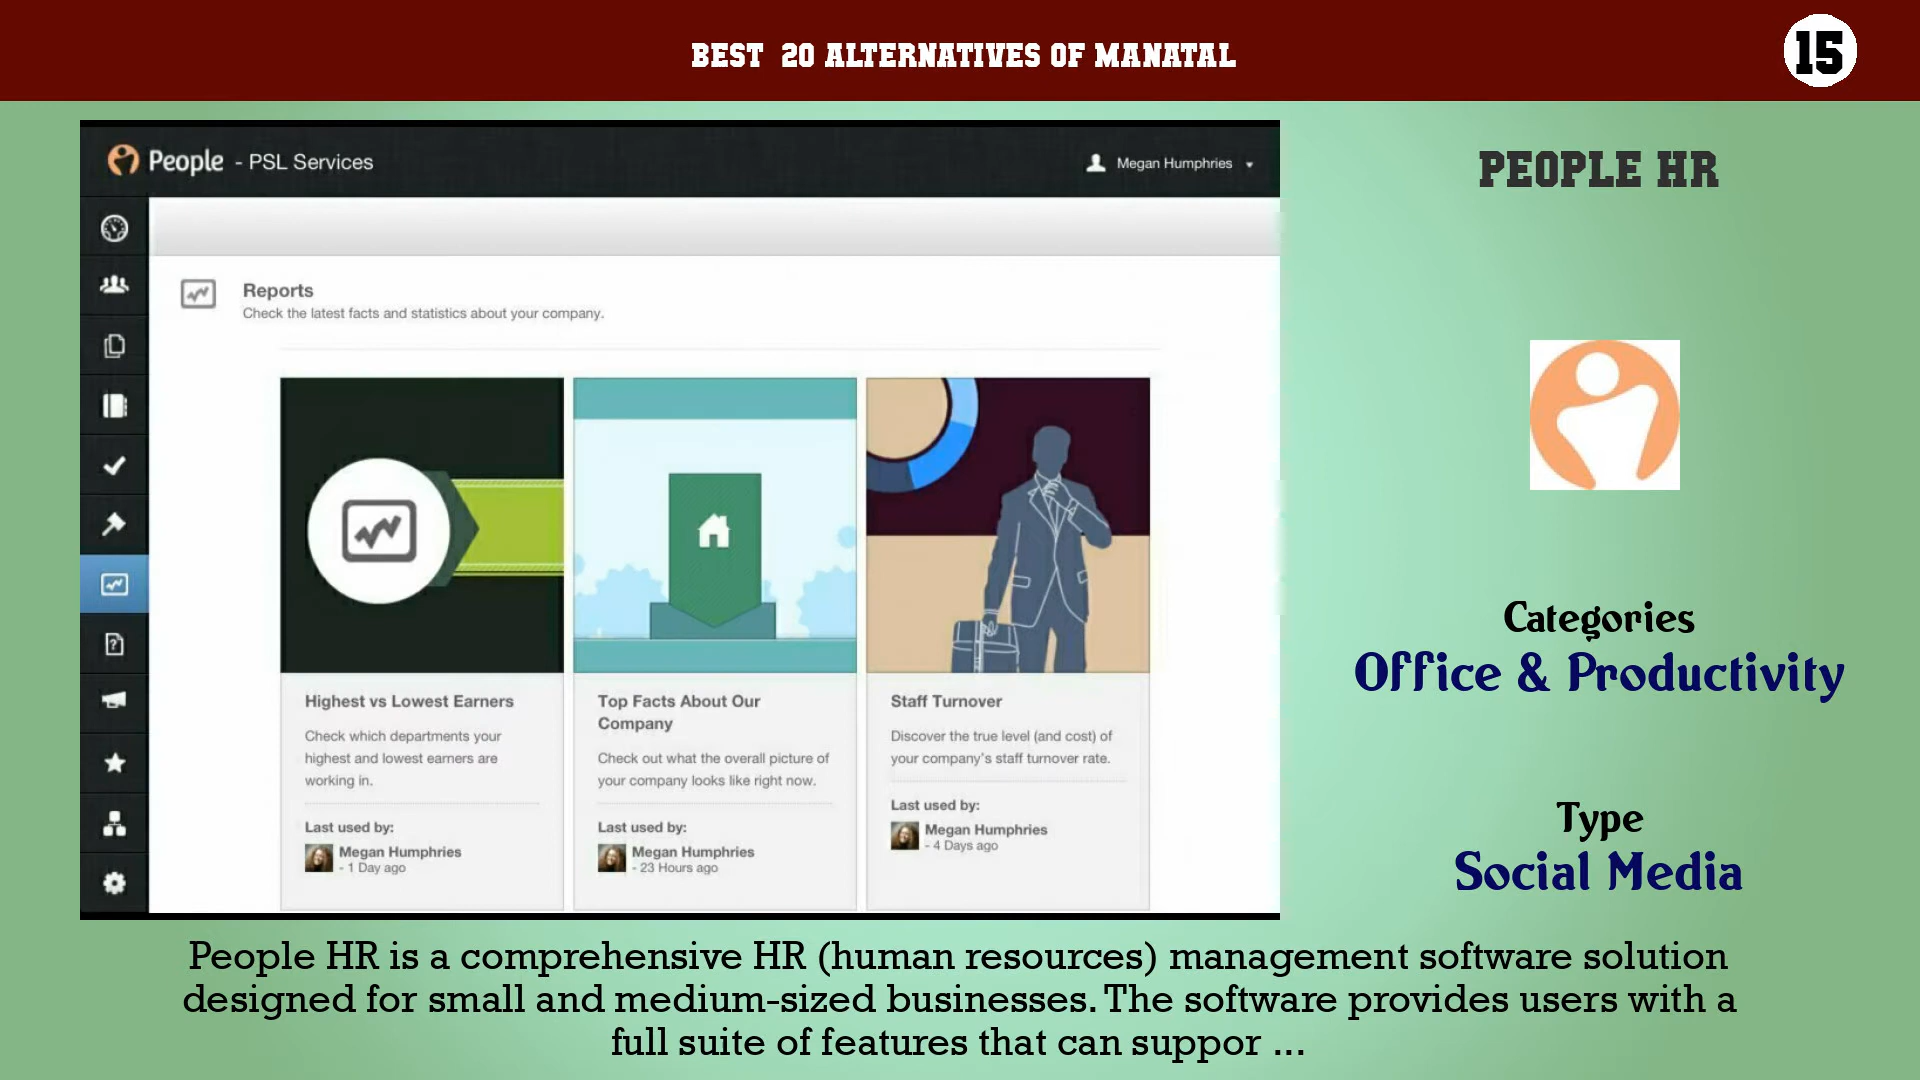 BEST 20 ALTERNATIVES OF MANATAL
15
People - PSL Services
Megan Humphries
PEOPLE HR
Reports
Check the latest facts and statistics about your company.
Highest vs Lowest Earners
Check which departments your
highest and lowest earners are
working in.
Last used by:
Megan Humphries
- 1 Day ago
Top Facts About Our
Company
Check out what the overall picture of
your company looks like right now.
Last used by:
Megan Humphries
- 23 Hours ago
Staff Turnover
Discover the true level (and cost) of
your company's staff turnover rate.
Last used by:
Megan Humphries
- 4 Days ago
Categories
Office & Productivity
Type
Social Media
People HR is a comprehensive HR (human resources) management software solution
designed for small and medium-sized businesses. The software provides users with a
full suite of features that can suppor ...